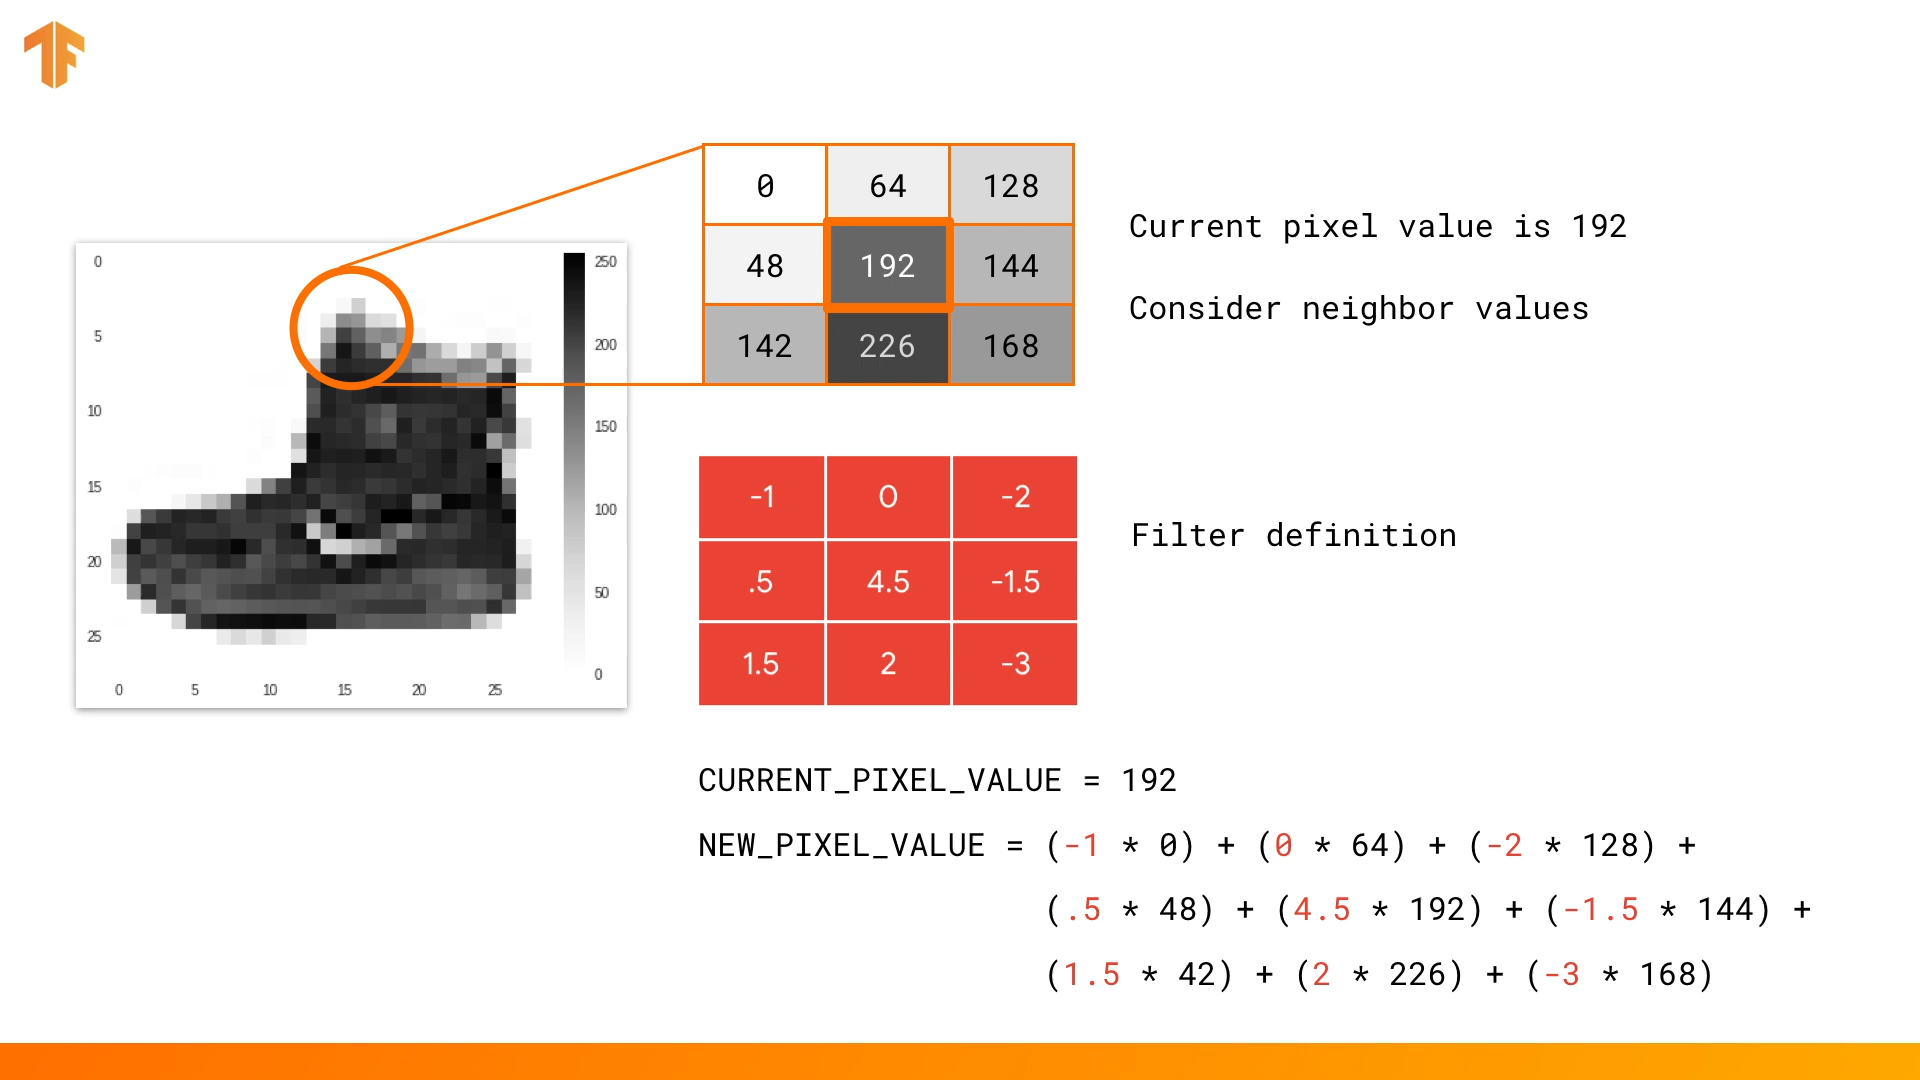 0 64 128
48 192 144
142 226 168
Current pixel value is 192
Consider neighbor values
0
5
10
15
20
25
0 5 10 15 20 25
250
200
150
100
50
0
-1 0 -2
.5 4.5 -1.5
1.5 2 -3
Filter definition
CURRENT_PIXEL_VALUE = 192
NEW_PIXEL_VALUE = (-1 * 0) + (0 * 64) + (-2 * 128) +
(.5 * 48) + (4.5 * 192) + (-1.5 * 144) +
(1.5 * 42) + (2 * 226) + (-3 * 168)